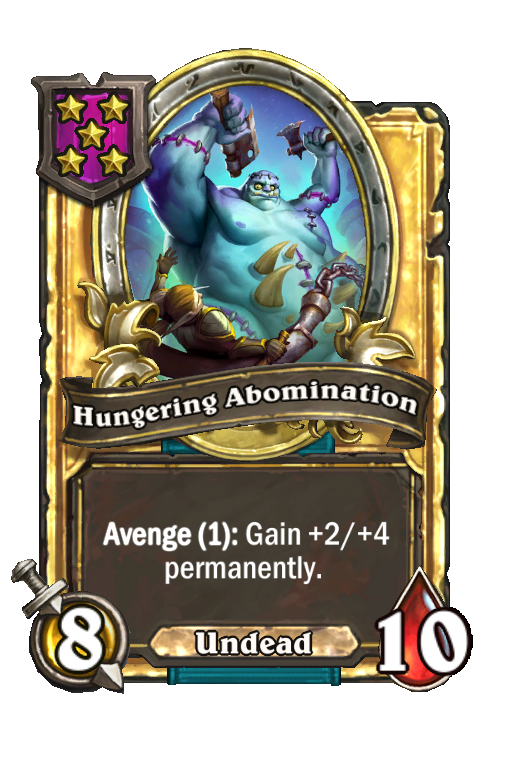 Hungering Abomination
Avenge (1): Gain +2/+4
permanently.
8
Undead
10